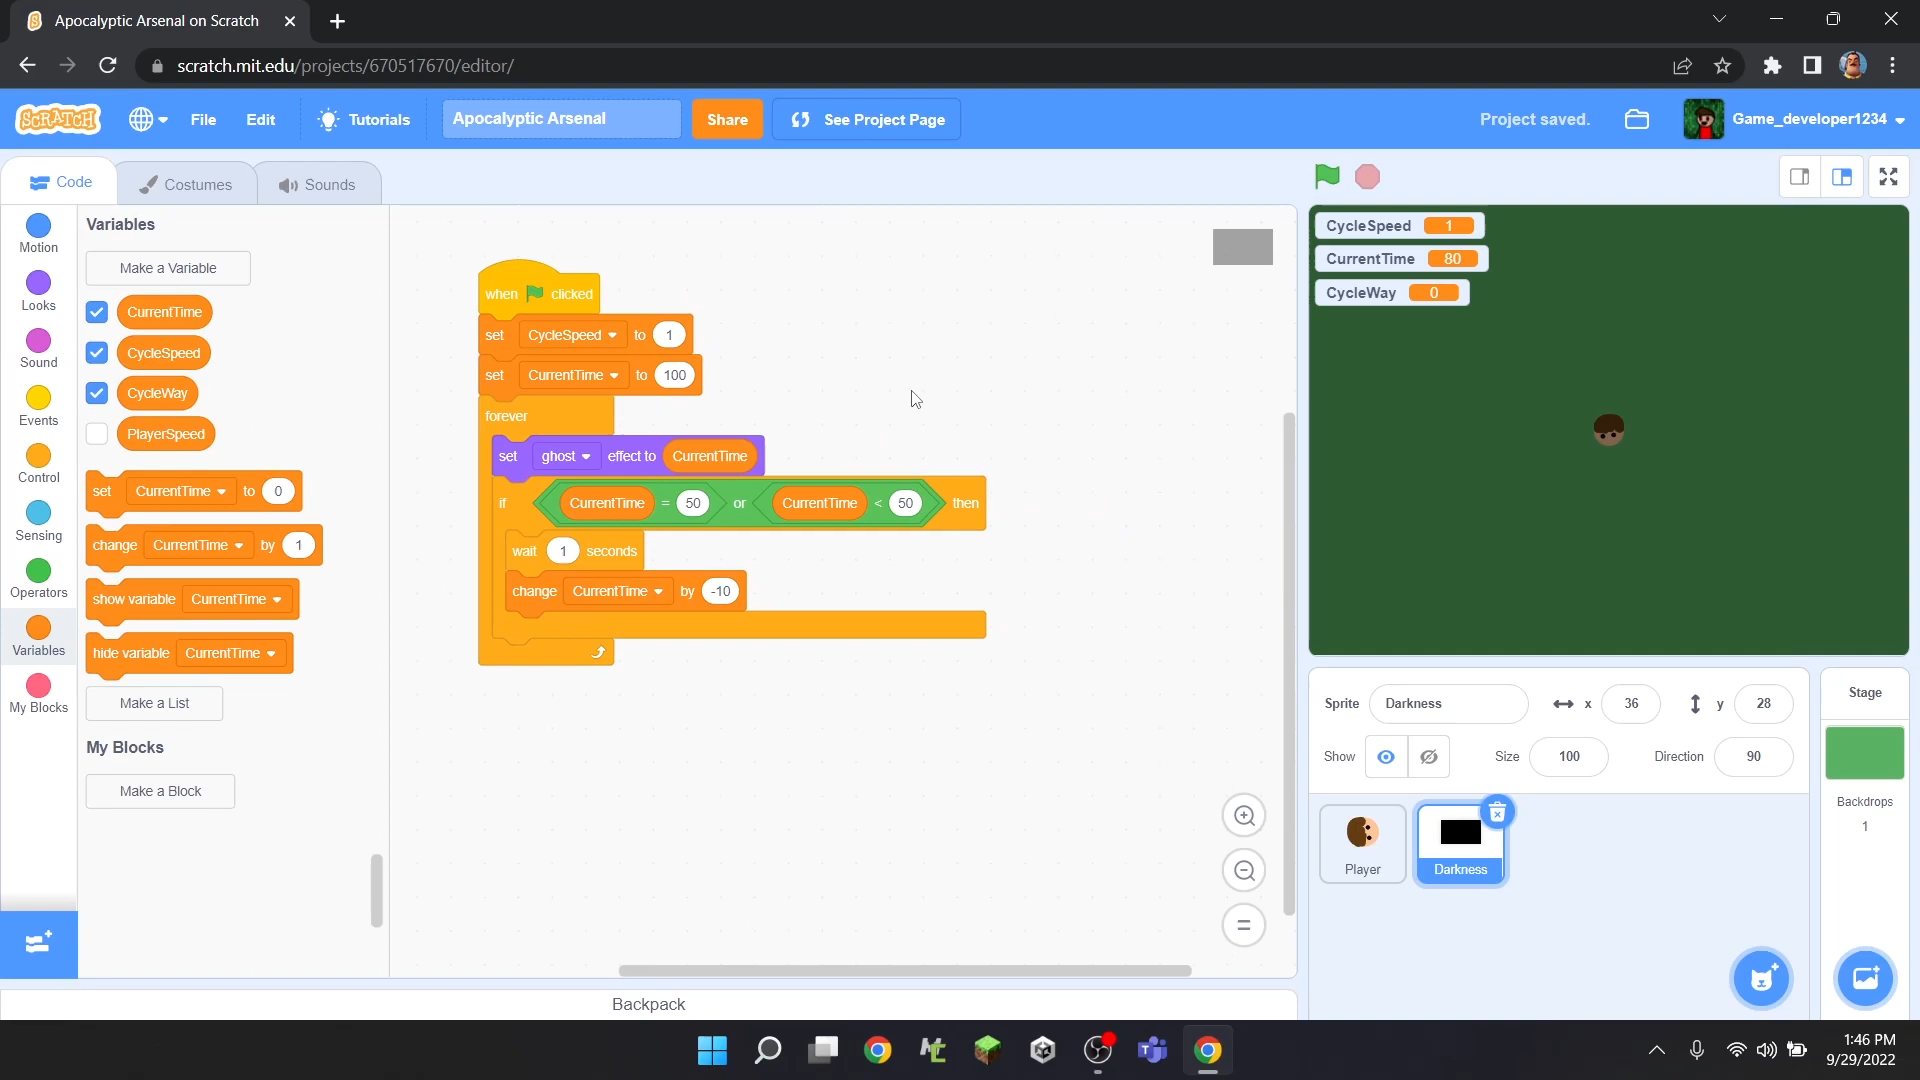 Apocalyptic Arsenal on Scratch
scratch.mit.edu/projects/670517670/editor/
SCRATCH
File
Edit
Tutorials
Apocalyptic Arsenal
Share
See Project Page
Project saved.
Game_developer1234
Code
Costumes
Sounds
Motion
Looks
Sound
Events
Control
Sensing
Operators
Variables
My Blocks
Variables
Make a Variable
CurrentTime
CycleSpeed
CycleWay
PlayerSpeed
set CurrentTime to 0
change CurrentTime by 1
show variable CurrentTime
hide variable CurrentTime
Make a List
My Blocks
Make a Block
when clicked
set CycleSpeed to 1
set CurrentTime to 100
forever
set ghost effect to CurrentTime
if CurrentTime = 50 or CurrentTime < 50 then
wait 1 seconds
change CurrentTime by -10
Backpack
CycleSpeed 1
CurrentTime 80
CycleWay 0
Sprite Darkness x 36 y 28
Show Size 100 Direction 90
Player
Darkness
Stage
Backdrops
1
1:46 PM
9/29/2022